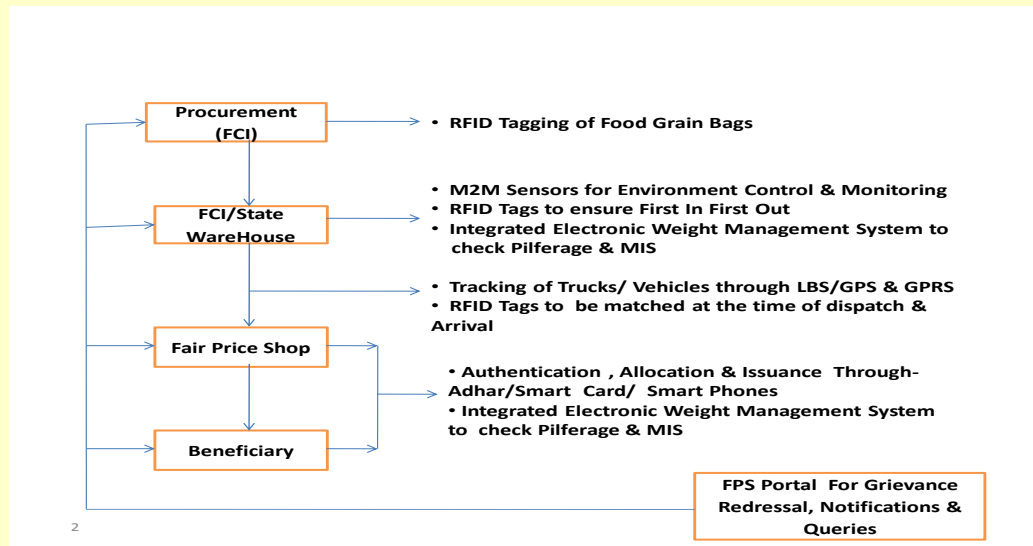 Procurement
(FCI)
• RFID Tagging of Food Grain Bags
• M2M Sensors for Environment Control & Monitoring
• RFID Tags to ensure First In First Out
• Integrated Electronic Weight Management System to
check Pilferage & MIS
FCI/State
WareHouse
• Tracking of Trucks/ Vehicles through LBS/GPS & GPRS
• RFID Tags to be matched at the time of dispatch &
Arrival
Fair Price Shop
• Authentication , Allocation & Issuance Through-
Adhar/Smart Card/ Smart Phones
• Integrated Electronic Weight Management System
to check Pilferage & MIS
Beneficiary
FPS Portal For Grievance
Redressal, Notifications &
Queries
2